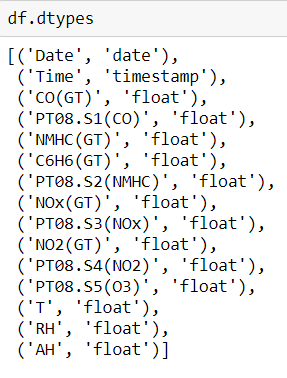 df.dtypes
[('Date', 'date'),
('Time', 'timestamp'),
('CO(GT)', 'float'),
('PT08.S1(CO)', 'float'),
('NMHC(GT)', 'float'),
('C6H6(GT)', 'float'),
('PT08.S2(NMHC)', 'float'),
('NOx(GT)', 'float'),
('PT08.S3(NOx)', 'float'),
('NO2(GT)', 'float'),
('PT08.S4(NO2)', 'float'),
('PT08.S5(O3)', 'float'),
('T', 'float'),
('RH', 'float'),
('AH', 'float')]